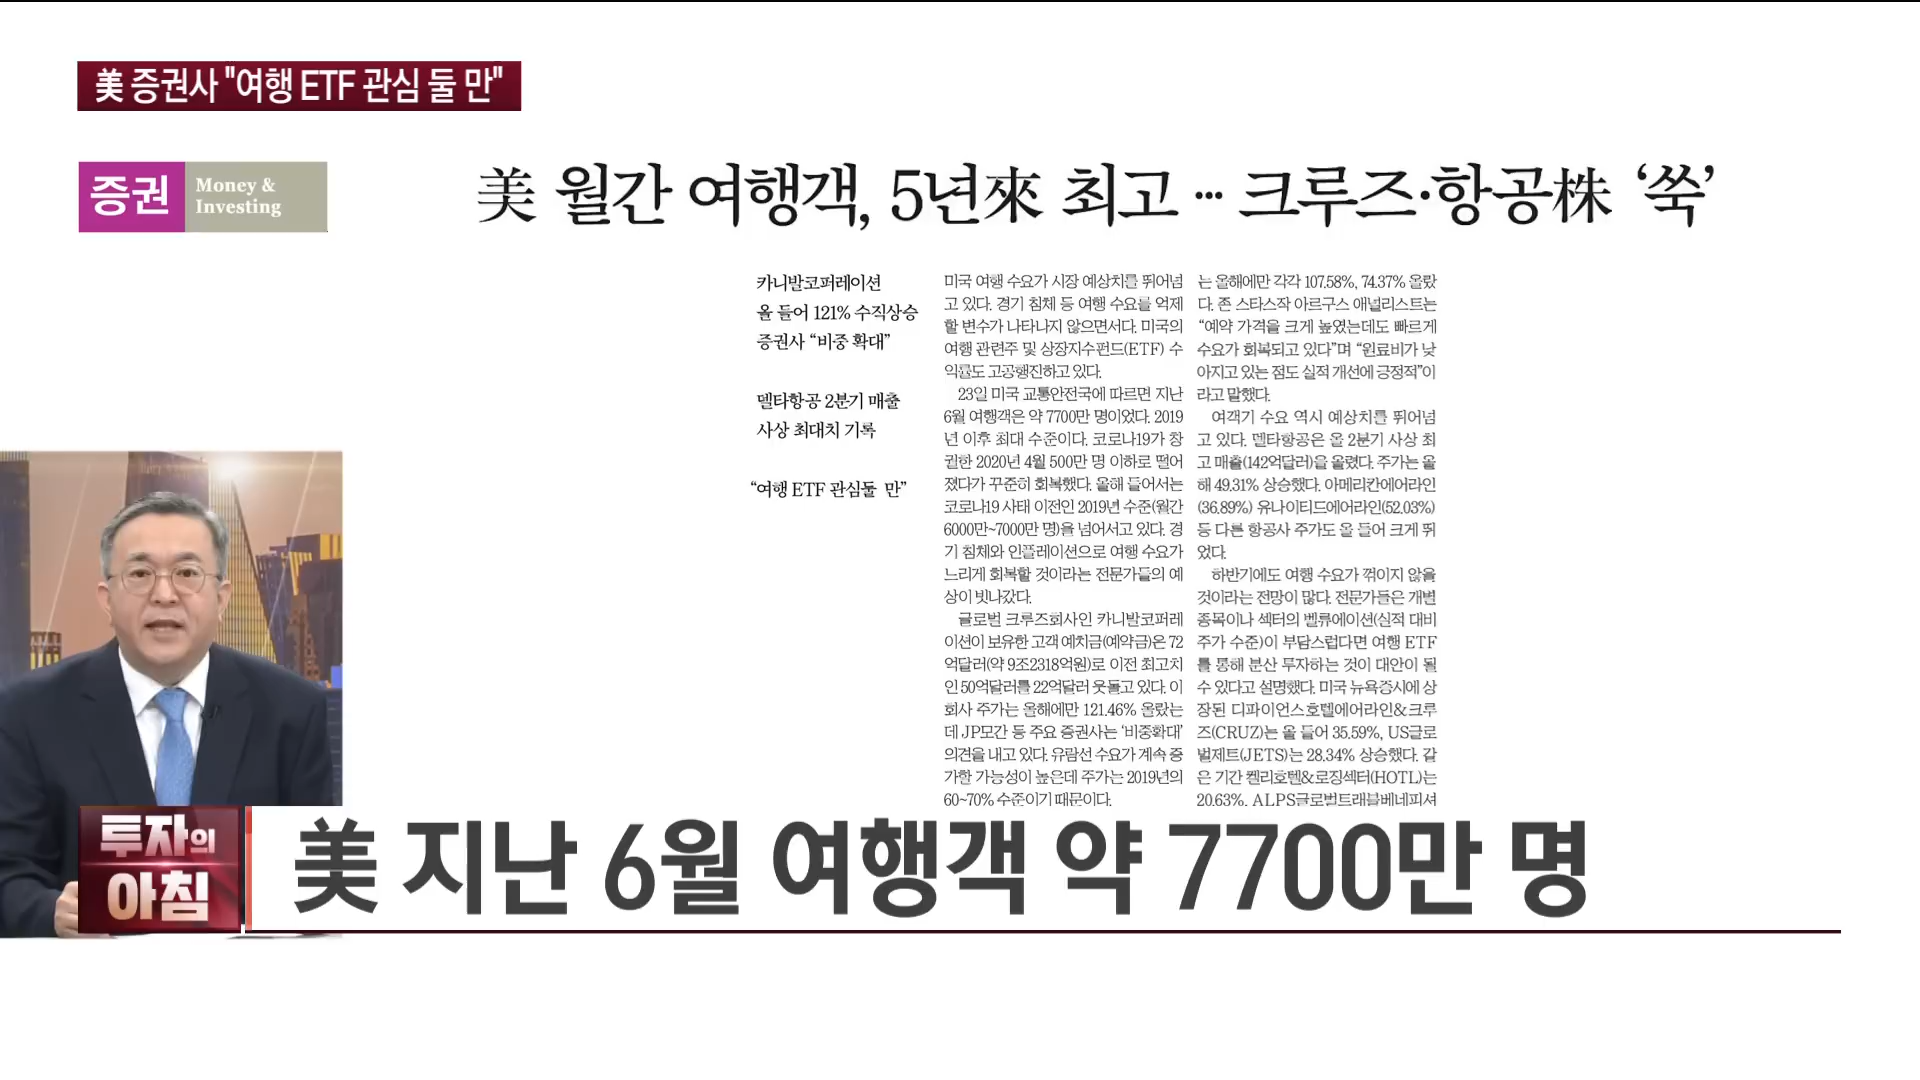 美 증권사 "여행 ETF 관심 둘 만"
증권
Money &
Investing
美 월간 여행객, 5년來 최고 … 크루즈·항공株 ‘쑥’
카니발코퍼레이션
올 들어 121% 수직상승
증권사 “비중 확대”
델타항공 2분기 매출
사상 최대치 기록
“여행 ETF 관심둘 만”
미국 여행 수요가 시장 예상치를 뛰어넘
고 있다. 경기 침체 등 여행 수요를 억제
할 변수가 나타나지 않으면서다. 미국의
여행 관련주 및 상장지수펀드(ETF) 수
익률도 고공행진하고 있다.
23일 미국 교통안전국에 따르면 지난
6월 여행객은 약 7700만 명이었다. 2019
년 이후 최대 수준이다. 코로나19가 창
궐한 2020년 4월 500만 명 이하로 떨어
졌다가 꾸준히 회복했다. 올해 들어서는
코로나19 사태 이전인 2019년 수준(월간
6000만~7000만 명)을 넘어서고 있다. 경
기 침체와 인플레이션으로 여행 수요가
느리게 회복할 것이라는 전문가들의 예
상이 빗나갔다.
글로벌 크루즈회사인 카니발코퍼레
이션이 보유한 고객 예치금(예약금)은 72
억달러(약 9조2318억원)로 이전 최고치
인 50억달러를 22억달러 웃돌고 있다. 이
회사 주가는 올해에만 121.46% 올랐는
데 JP모간 등 주요 증권사는 ‘비중확대’
의견을 내고 있다. 유람선 수요가 계속 증
가할 가능성이 높은데 주가는 2019년의
60~70% 수준이기 때문이다.
는 올해에만 각각 107.58%, 74.37% 올랐
다. 존 스타스작 아르구스 애널리스트는
“예약 가격을 크게 높였는데도 빠르게
수요가 회복되고 있다”며 “원료비가 낮
아지고 있는 점도 실적 개선에 긍정적”이
라고 말했다.
여객기 수요 역시 예상치를 뛰어넘
고 있다. 델타항공은 올 2분기 사상 최
고 매출(142억달러)을 올렸다. 주가는 올
해 49.31% 상승했다. 아메리칸에어라인
(36.89%) 유나이티드에어라인(52.03%)
등 다른 항공사 주가도 올 들어 크게 뛰
었다.
하반기에도 여행 수요가 꺾이지 않을
것이라는 전망이 많다. 전문가들은 개별
종목이나 섹터의 벨류에이션(실적 대비
주가 수준)이 부담스럽다면 여행 ETF
를 통해 분산 투자하는 것이 대안이 될
수 있다고 설명했다. 미국 뉴욕증시에 상
장된 디파이언스호텔에어라인&크루
즈(CRUZ)는 올 들어 35.59%, US글로
벌제트(JETS)는 28.34% 상승했다. 같
은 기간 켈리호텔&로징섹터(HOTL)는
20.63%, ALPS글로벌트래블베네피셔
투자의
아침
美 지난 6월 여행객 약 7700만 명